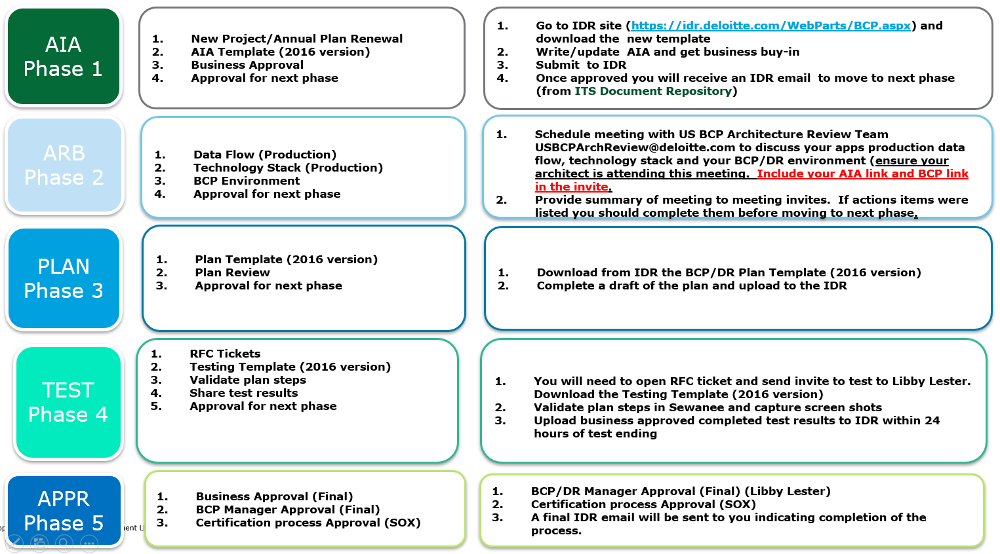 AIA
Phase 1
1. New Project/Annual Plan Renewal
2. AIA Template (2016 version)
3. Business Approval
4. Approval for next phase
1. Go to IDR site (https://idr.deloitte.com/WebParts/BCP.aspx) and
download the new template
2. Write/update AIA and get business buy-in
3. Submit to IDR
4. Once approved you will receive an IDR email to move to next phase
(from ITS Document Repository)
ARB
Phase 2
1. Data Flow (Production)
2. Technology Stack (Production)
3. BCP Environment
4. Approval for next phase
1. Schedule meeting with US BCP Architecture Review Team
USBCPArchReview@deloitte.com to discuss your apps production data
flow, technology stack and your BCP/DR environment (ensure your
architect is attending this meeting. Include your AIA link and BCP link
in the invite.
2. Provide summary of meeting to meeting invites. If actions items were
listed you should complete them before moving to next phase.
PLAN
Phase 3
1. Plan Template (2016 version)
2. Plan Review
3. Approval for next phase
1. Download from IDR the BCP/DR Plan Template (2016 version)
2. Complete a draft of the plan and upload to the IDR
TEST
Phase 4
1. RFC Tickets
2. Testing Template (2016 version)
3. Validate plan steps
4. Share test results
5. Approval for next phase
1. You will need to open RFC ticket and send invite to test to Libby Lester.
Download the Testing Template (2016 version)
2. Validate plan steps in Sewanee and capture screen shots
3. Upload business approved completed test results to IDR within 24
hours of test ending
APPR
Phase 5
1. Business Approval (Final)
2. BCP Manager Approval (Final)
3. Certification process Approval (SOX)
1. BCP/DR Manager Approval (Final) (Libby Lester)
2. Certification process Approval (SOX)
3. A final IDR email will be sent to you indicating completion of the
process.